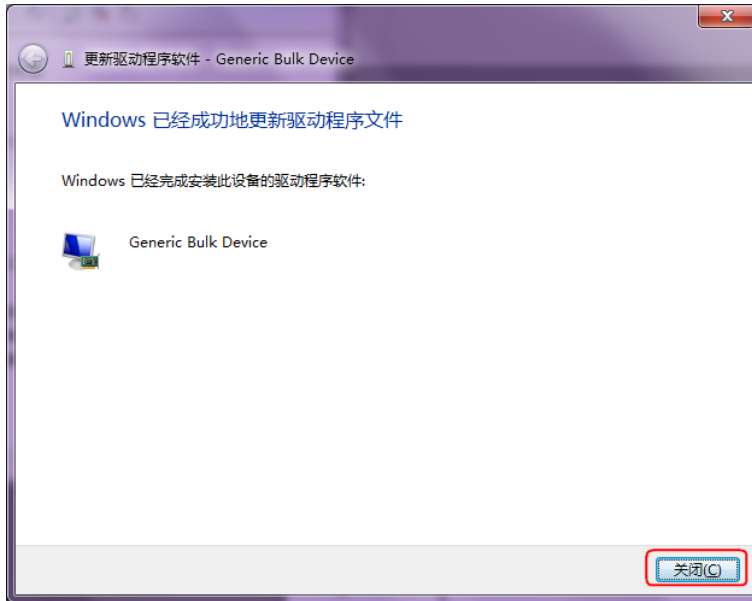 更新驱动程序软件 - Generic Bulk Device
Windows 已经成功地更新驱动程序文件
Windows 已经完成安装此设备的驱动程序软件:
Generic Bulk Device
关闭(C)